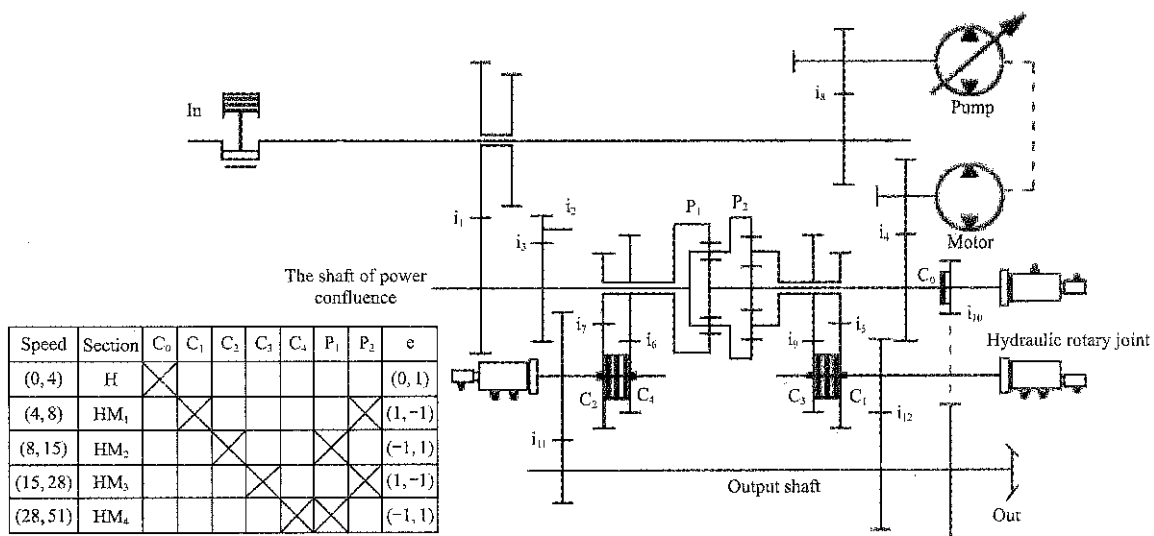 In
Pump
Motor
i₈
i₁
i₂
i₃
P₁
P₂
i₄
The shaft of power
confluence
C₀
i₁₀
Hydraulic rotary joint
i₇
i₆
i₉
i₅
C₂
C₄
C₃
C₁
i₁₁
i₁₂
Output shaft
Out
Speed Section C₀ C₁ C₂ C₃ C₄ P₁ P₂ e
(0, 4) H (0, 1)
(4, 8) HM₁ (1, −1)
(8, 15) HM₂ (−1, 1)
(15, 28) HM₃ (1, −1)
(28, 51) HM₄ (−1, 1)